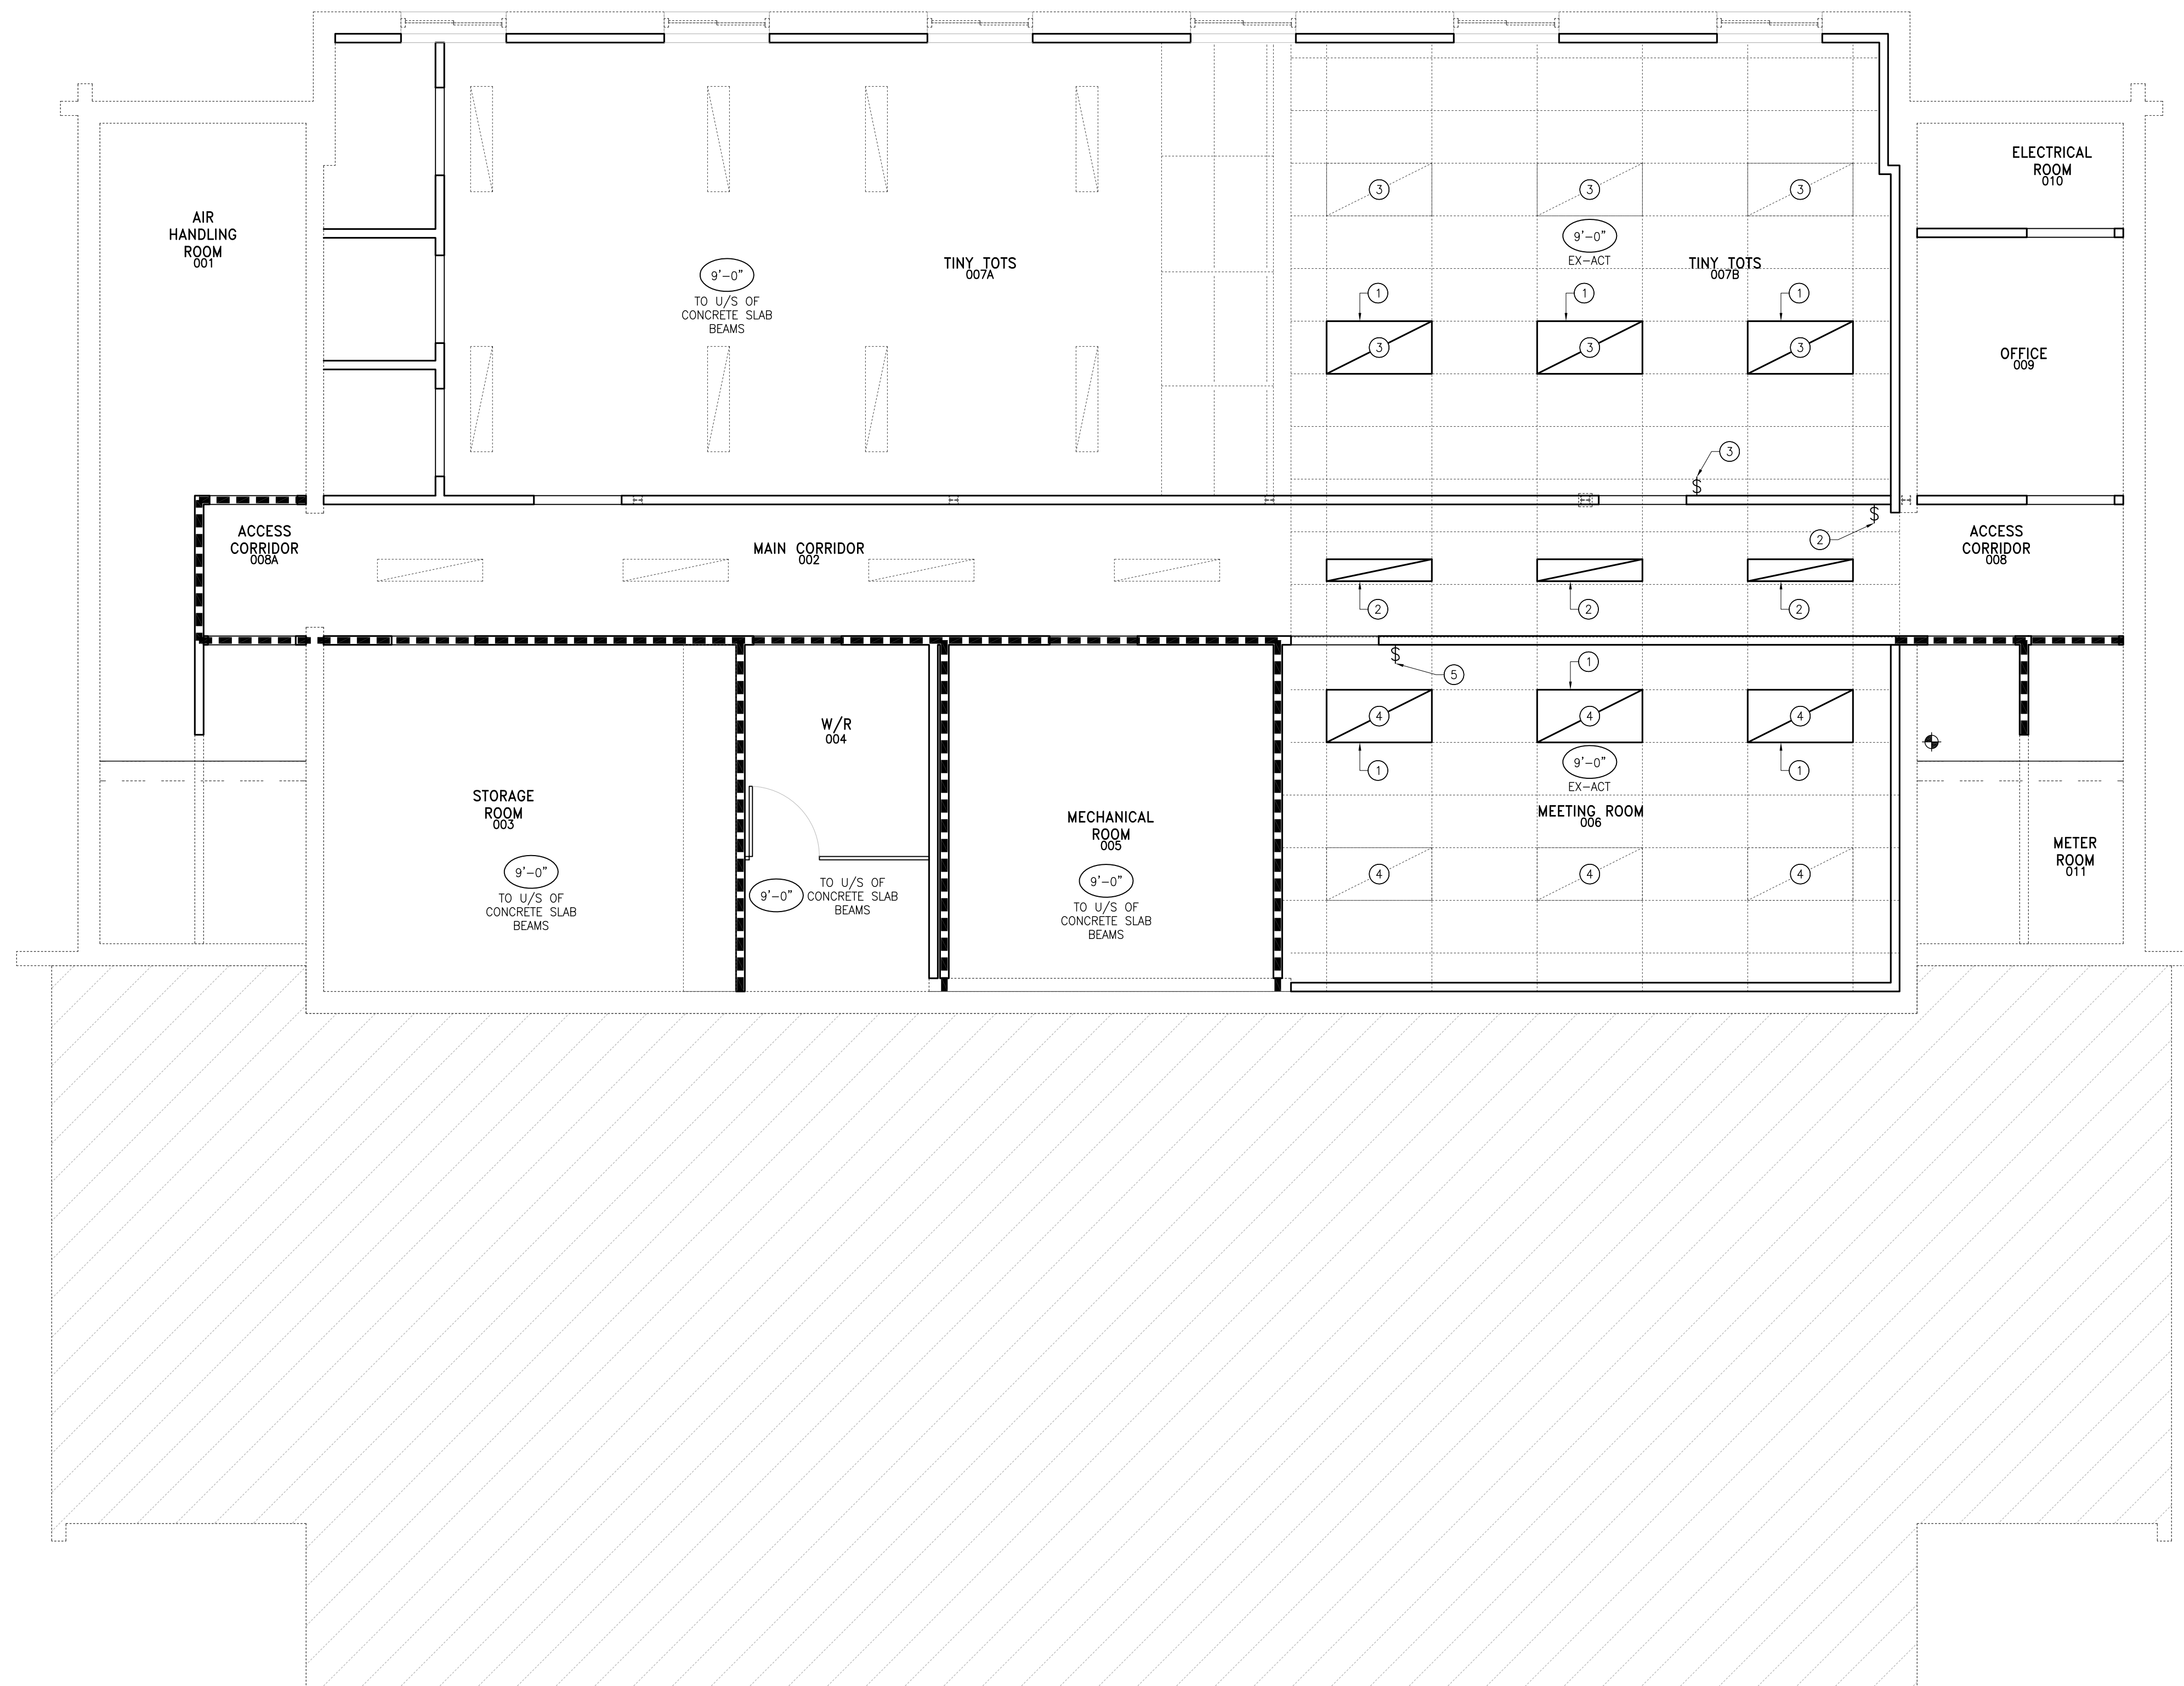 ELECTRICAL
ROOM
010
AIR
HANDLING
ROOM
001
3
3
3
9'-0"
EX-ACT
TINY TOTS
007A
TINY TOTS
007B
9'-0"
TO U/S OF
CONCRETE SLAB
BEAMS
1
1
1
3
3
3
OFFICE
009
3
$
ACCESS
CORRIDOR
008A
MAIN CORRIDOR
002
$
2
ACCESS
CORRIDOR
008
2
2
2
$
5
1
4
4
4
W/R
004
9'-0"
EX-ACT
1
1
STORAGE
ROOM
003
MECHANICAL
ROOM
005
MEETING ROOM
006
METER
ROOM
011
9'-0"
TO U/S OF
CONCRETE SLAB
BEAMS
9'-0"
TO U/S OF
CONCRETE SLAB
BEAMS
9'-0"
TO U/S OF
CONCRETE SLAB
BEAMS
4
4
4